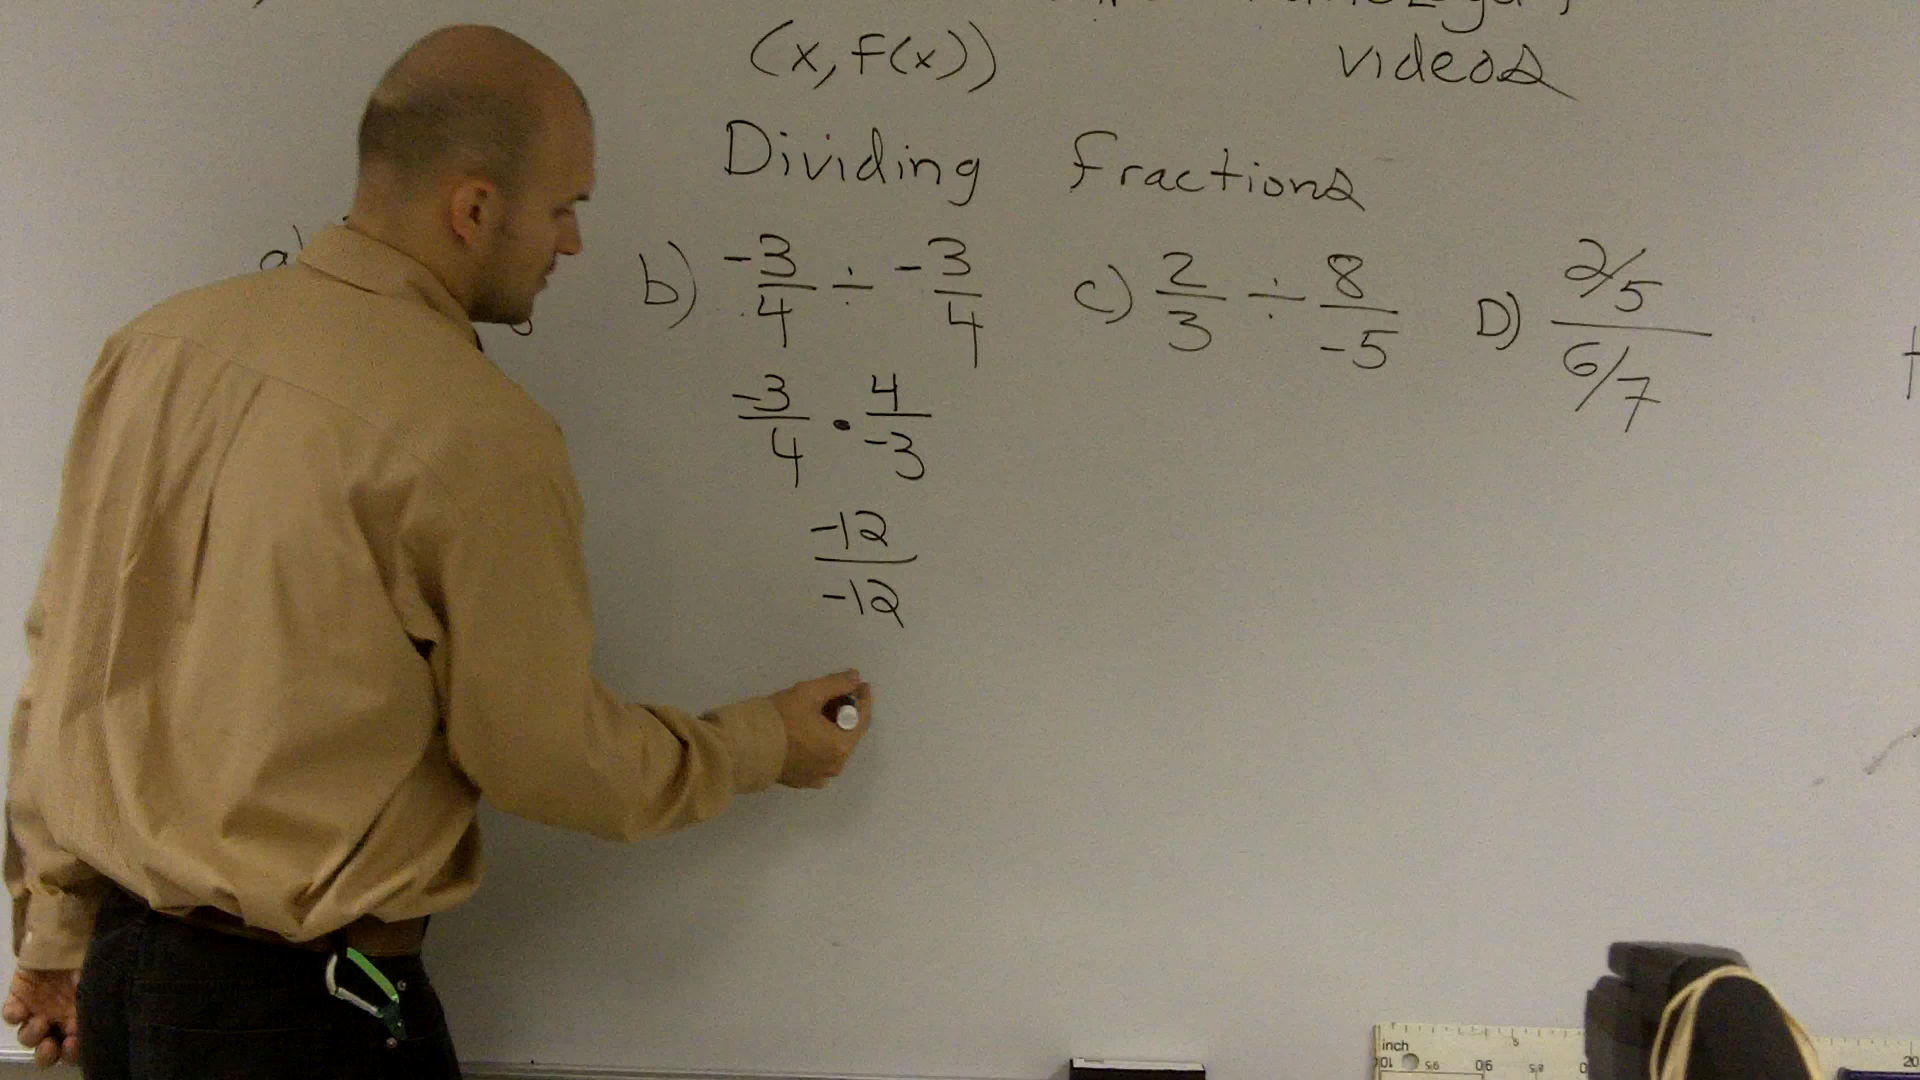 (x, f(x))
videos
Dividing fractions
a)
b) -3/4 ÷ -3/4
c) 2/3 ÷ 8/-5
D) 2/5 / 6/7
-3/4 • 4/-3
-12/-12
inch